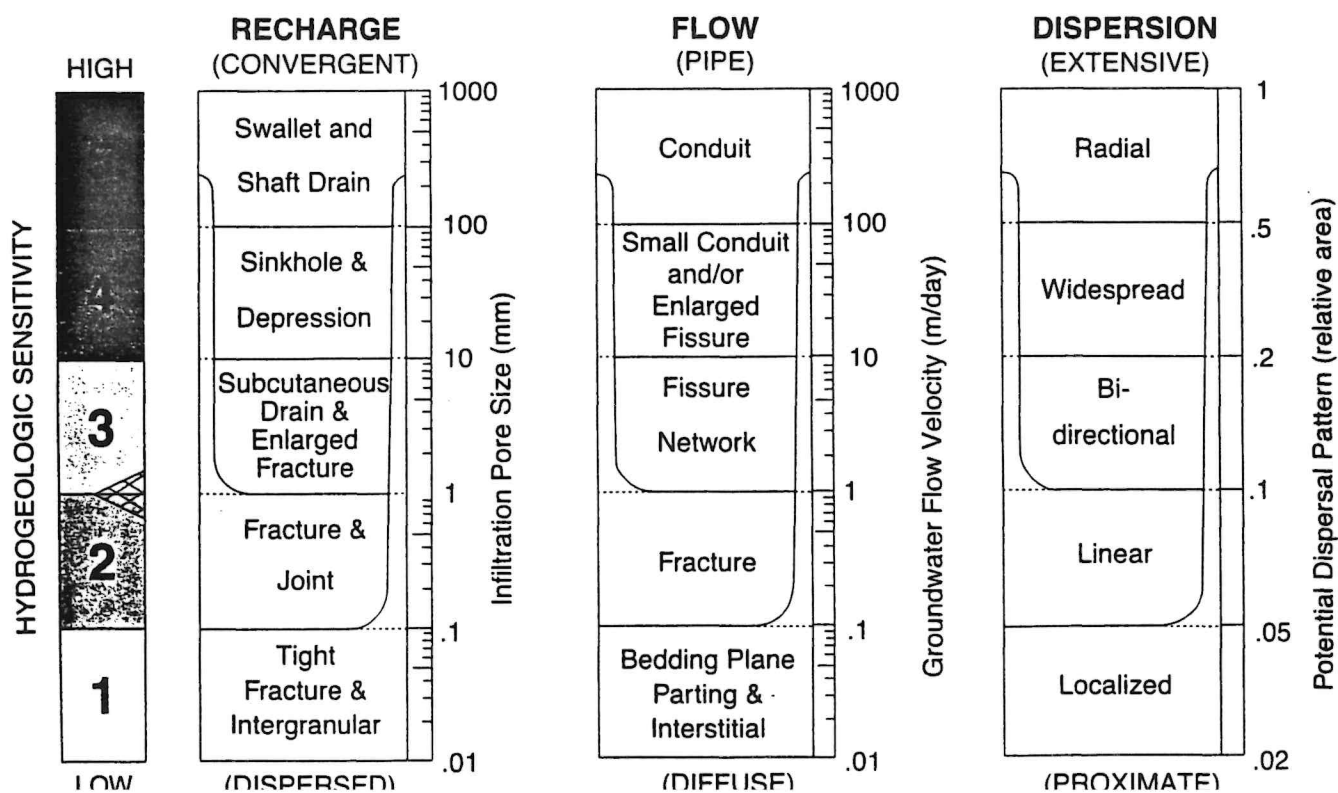 HYDROGEOLOGIC SENSITIVITY
HIGH
4
3
2
1
LOW
RECHARGE
(CONVERGENT)
Swallet and
Shaft Drain
Sinkhole &
Depression
Subcutaneous
Drain &
Enlarged
Fracture
Fracture &
Joint
Tight
Fracture &
Intergranular
(DISPERSED)
1000
100
10
1
.1
.01
Infiltration Pore Size (mm)
FLOW
(PIPE)
Conduit
Small Conduit
and/or
Enlarged
Fissure
Fissure
Network
Fracture
Bedding Plane
Parting &
Interstitial
(DIFFUSE)
1000
100
10
1
.1
.01
Groundwater Flow Velocity (m/day)
DISPERSION
(EXTENSIVE)
Radial
Widespread
Bi-
directional
Linear
Localized
(PROXIMATE)
1
.5
.2
.1
.05
.02
Potential Dispersal Pattern (relative area)